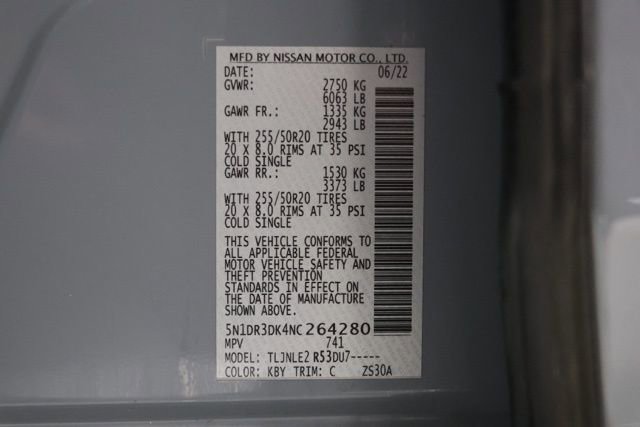 MFD BY NISSAN MOTOR CO., LTD.
DATE: 06/22
GVWR: 2750 KG
6063 LB
GAWR FR.: 1335 KG
2943 LB
WITH 255/50R20 TIRES
20 X 8.0 RIMS AT 35 PSI
COLD SINGLE
GAWR RR.: 1530 KG
3373 LB
WITH 255/50R20 TIRES
20 X 8.0 RIMS AT 35 PSI
COLD SINGLE
THIS VEHICLE CONFORMS TO
ALL APPLICABLE FEDERAL
MOTOR VEHICLE SAFETY AND
THEFT PREVENTION
STANDARDS IN EFFECT ON
THE DATE OF MANUFACTURE
SHOWN ABOVE.
5N1DR3DK4NC264280
MPV 741
MODEL: TLJNLE2 R53DU7-----
COLOR: KBY TRIM: C ZS30A